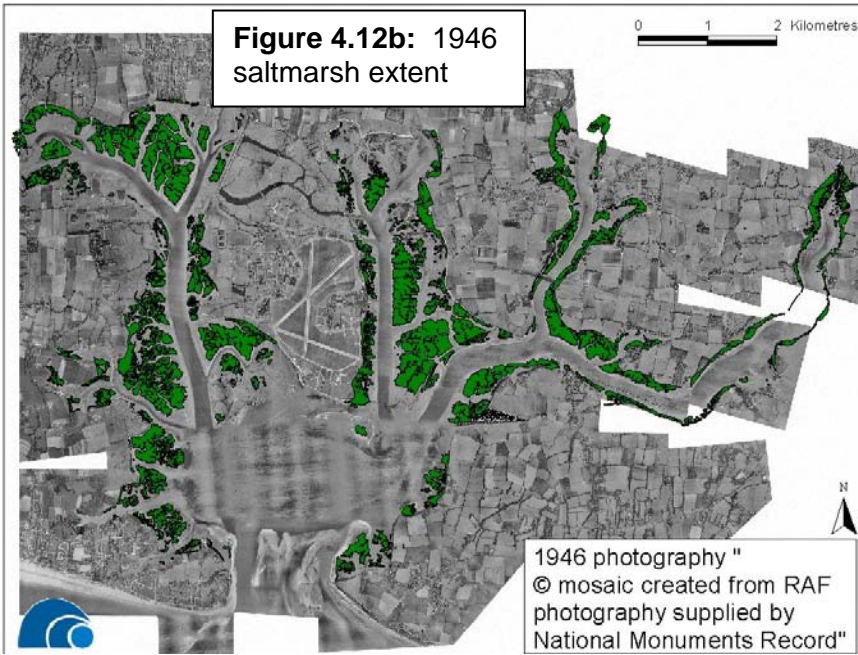 Figure 4.12b: 1946
saltmarsh extent
0 1 2 Kilometres
N
1946 photography "
© mosaic created from RAF
photography supplied by
National Monuments Record"